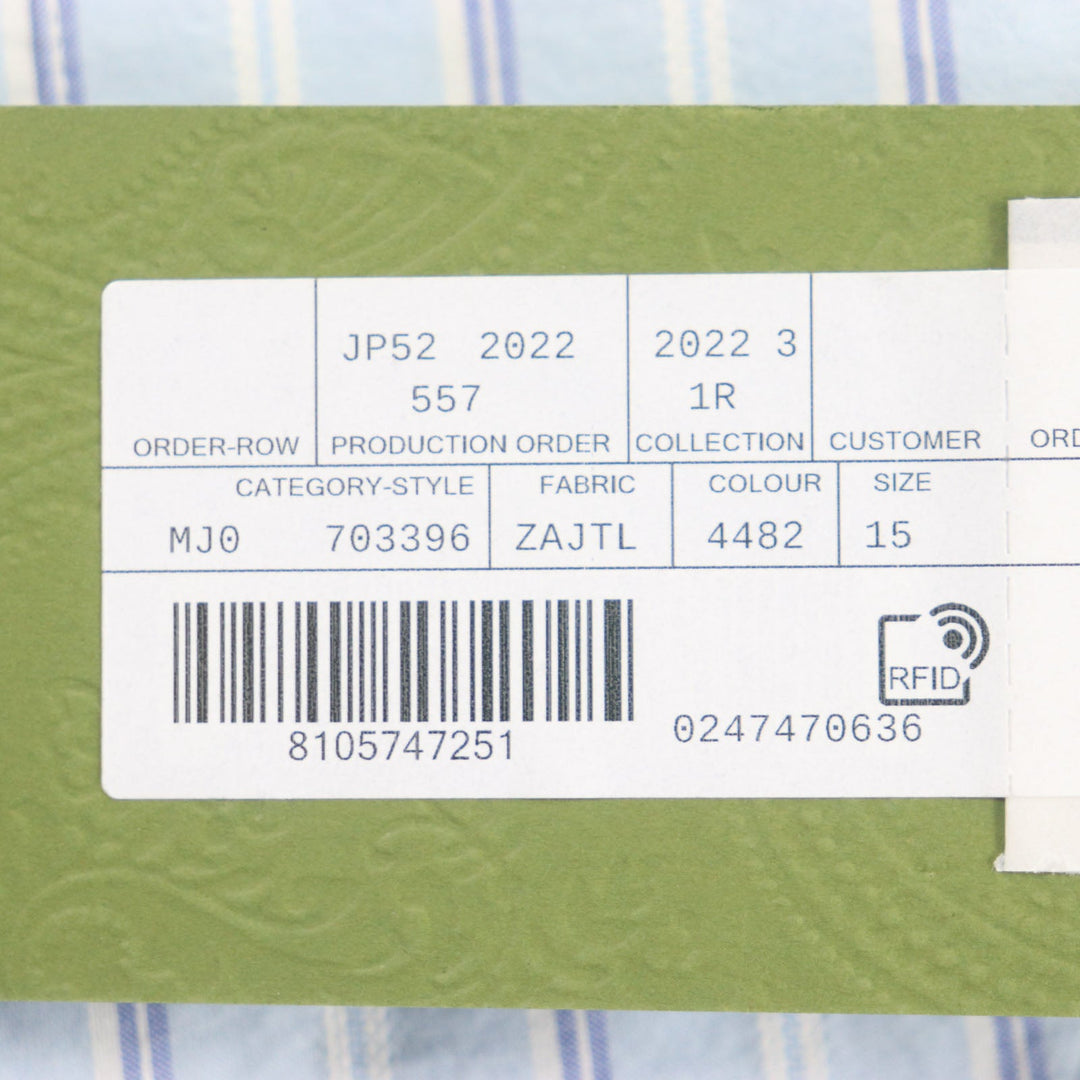 JP52 2022 2022 3
557 1R
ORDER-ROW PRODUCTION ORDER COLLECTION CUSTOMER
CATEGORY-STYLE FABRIC COLOUR SIZE
MJ0 703396 ZAJTL 4482 15
RFID
8105747251 0247470636